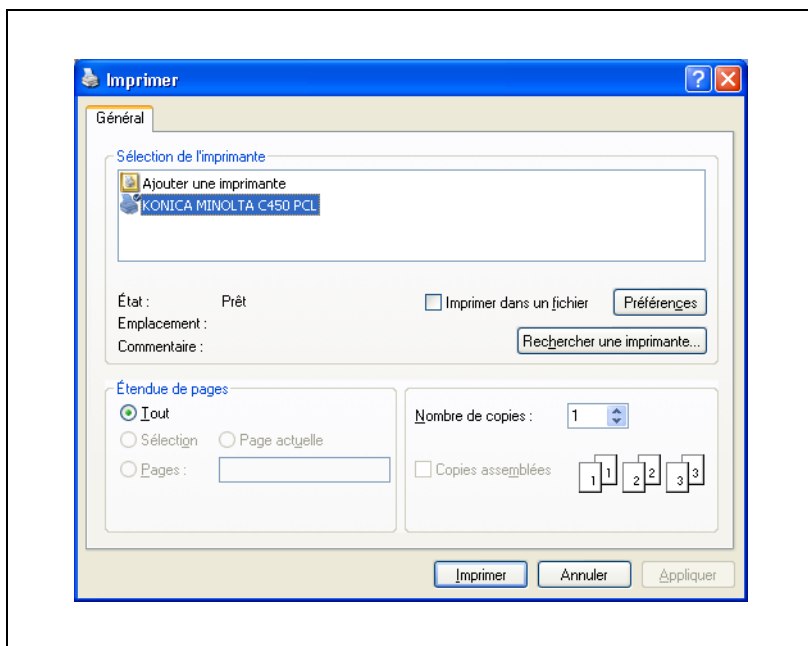 Imprimer
Général
Sélection de l'imprimante
Ajouter une imprimante
KONICA MINOLTA C450 PCL
État : Prêt
Emplacement :
Commentaire :
Imprimer dans un fichier
Préférences
Rechercher une imprimante...
Étendue de pages
Tout
Sélection Page actuelle
Pages :
Nombre de copies : 1
Copies assemblées
1 1 2 2 3 3
Imprimer Annuler Appliquer